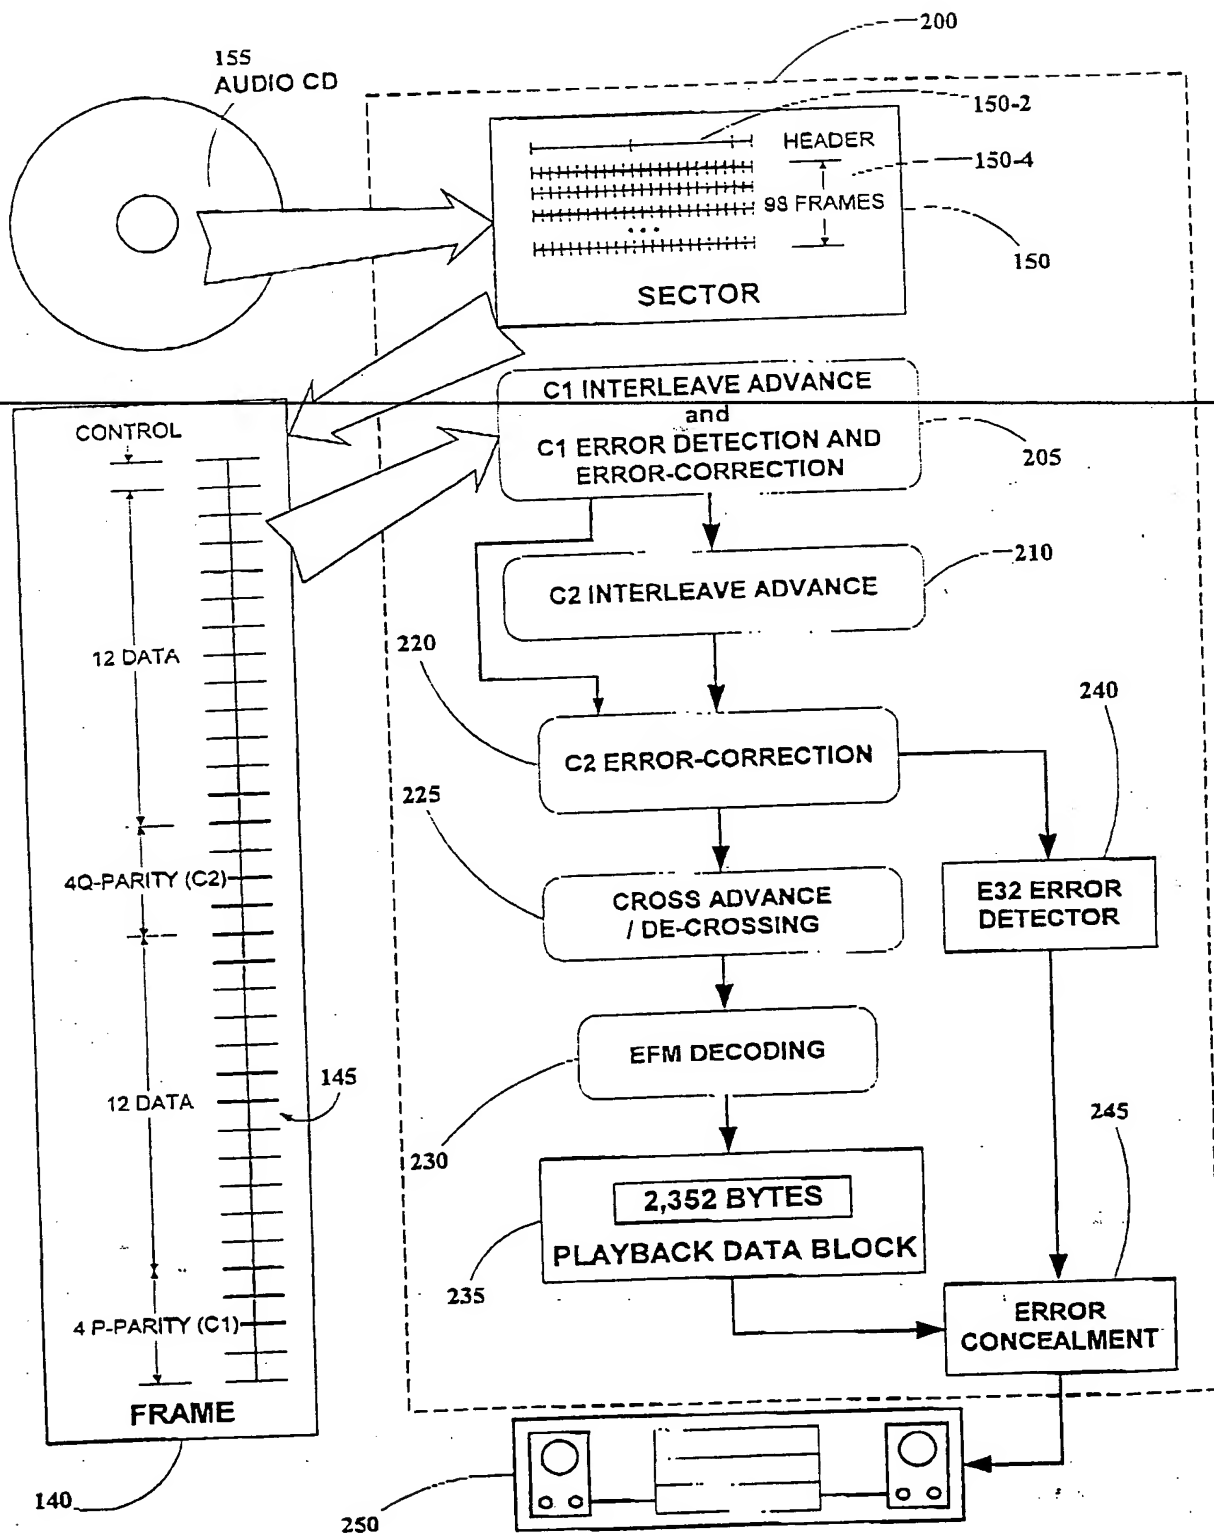 200
155
AUDIO CD
150-2
HEADER
150-4
98 FRAMES
...
150
SECTOR
C1 INTERLEAVE ADVANCE
and
C1 ERROR DETECTION AND
ERROR-CORRECTION
205
CONTROL
210
C2 INTERLEAVE ADVANCE
220
12 DATA
240
C2 ERROR-CORRECTION
225
4Q-PARITY (C2)
E32 ERROR
DETECTOR
CROSS ADVANCE
/ DE-CROSSING
EFM DECODING
145
12 DATA
245
230
2,352 BYTES
PLAYBACK DATA BLOCK
235
4 P-PARITY (C1)
ERROR
CONCEALMENT
FRAME
140
250